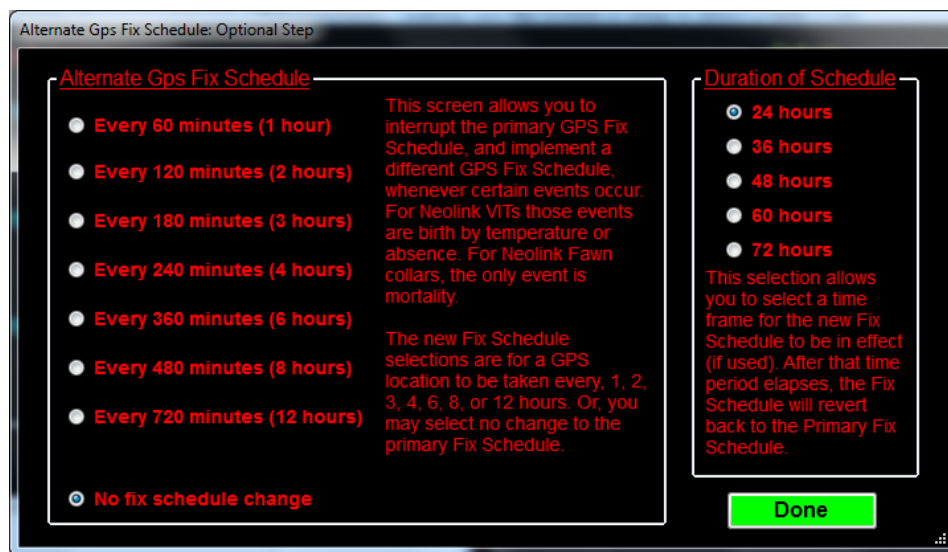 Alternate Gps Fix Schedule: Optional Step
Alternate Gps Fix Schedule
Every 60 minutes (1 hour)
Every 120 minutes (2 hours)
Every 180 minutes (3 hours)
Every 240 minutes (4 hours)
Every 360 minutes (6 hours)
Every 480 minutes (8 hours)
Every 720 minutes (12 hours)
No fix schedule change
This screen allows you to
interrupt the primary GPS Fix
Schedule, and implement a
different GPS Fix Schedule,
whenever certain events occur.
For Neolink VITs those events
are birth by temperature or
absence. For Neolink Fawn
collars, the only event is
mortality.
The new Fix Schedule
selections are for a GPS
location to be taken every, 1, 2,
3, 4, 6, 8, or 12 hours. Or, you
may select no change to the
primary Fix Schedule.
Duration of Schedule
24 hours
36 hours
48 hours
60 hours
72 hours
This selection allows
you to select a time
frame for the new Fix
Schedule to be in effect
(if used). After that time
period elapses, the Fix
Schedule will revert
back to the Primary Fix
Schedule.
Done